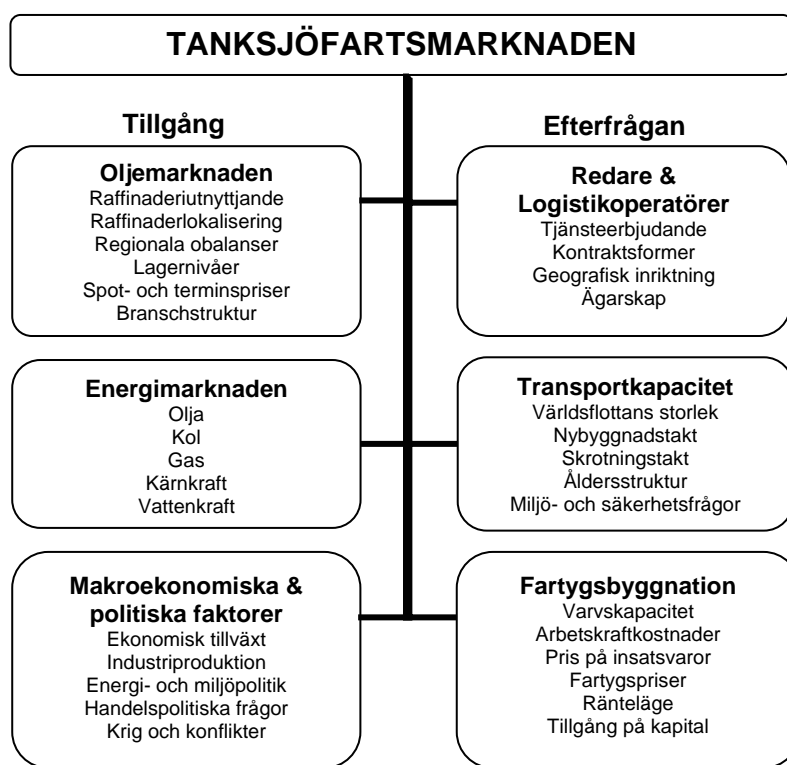 TANKSJÖFARTSMARKNADEN
Tillgång
Oljemarknaden
Raffinaderiutnyttjande
Raffinaderlokalisering
Regionala obalanser
Lagernivåer
Spot- och terminspriser
Branschstruktur
Energimarknaden
Olja
Kol
Gas
Kärnkraft
Vattenkraft
Makroekonomiska &
politiska faktorer
Ekonomisk tillväxt
Industriproduktion
Energi- och miljöpolitik
Handelspolitiska frågor
Krig och konflikter
Efterfrågan
Redare &
Logistikoperatörer
Tjänsteerbjudande
Kontraktsformer
Geografisk inriktning
Ägarskap
Transportkapacitet
Världsflottans storlek
Nybyggnadstakt
Skrotningstakt
Åldersstruktur
Miljö- och säkerhetsfrågor
Fartygsbyggnation
Varvskapacitet
Arbetskraftkostnader
Pris på insatsvaror
Fartygspriser
Ränteläge
Tillgång på kapital